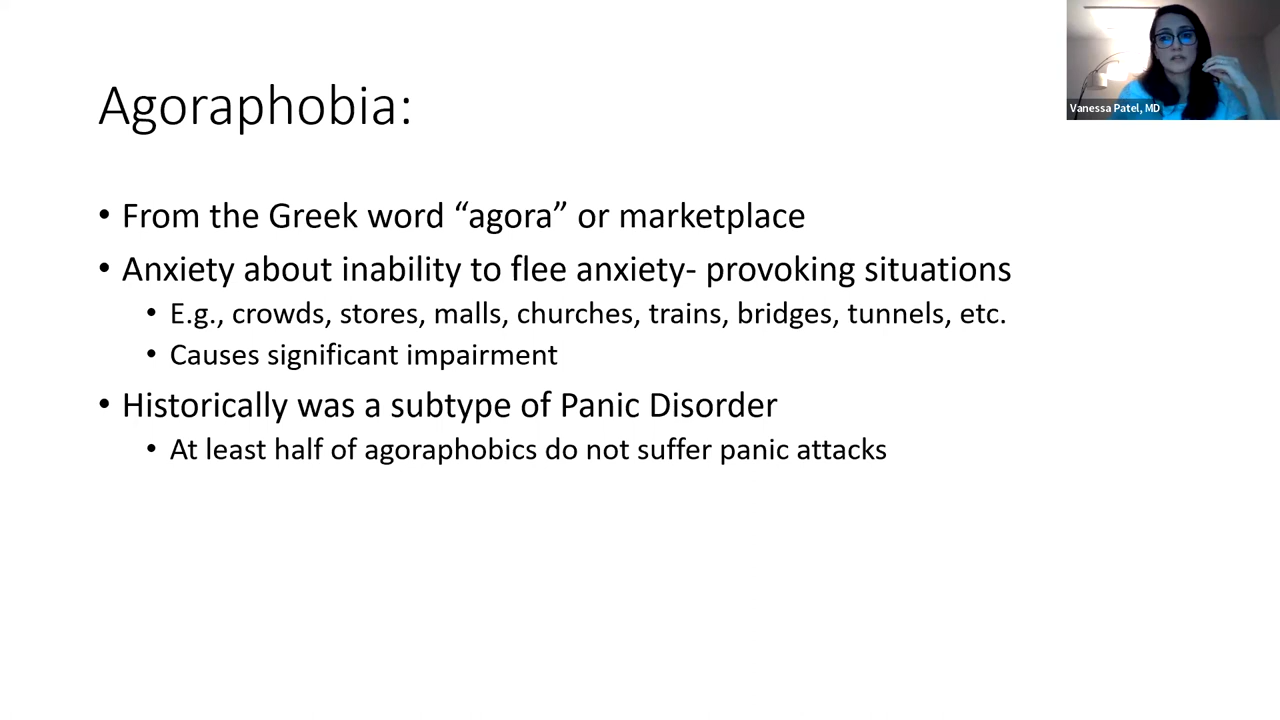 Agoraphobia:
• From the Greek word “agora” or marketplace
• Anxiety about inability to flee anxiety- provoking situations
• E.g., crowds, stores, malls, churches, trains, bridges, tunnels, etc.
• Causes significant impairment
• Historically was a subtype of Panic Disorder
• At least half of agoraphobics do not suffer panic attacks
Vanessa Patel, MD